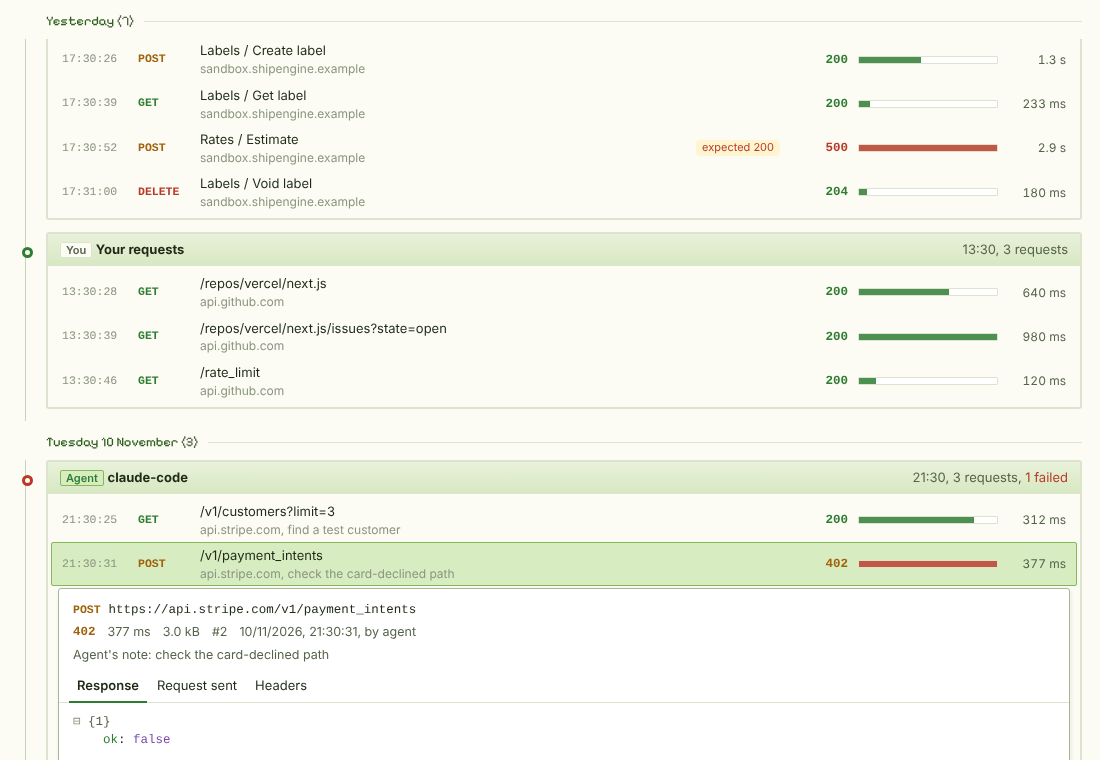 Yesterday (7)
17:30:26 POST Labels / Create label 200 1.3 s
sandbox.shipengine.example
17:30:39 GET Labels / Get label 200 233 ms
sandbox.shipengine.example
17:30:52 POST Rates / Estimate expected 200 500 2.9 s
sandbox.shipengine.example
17:31:00 DELETE Labels / Void label 204 180 ms
sandbox.shipengine.example
You Your requests 13:30, 3 requests
13:30:28 GET /repos/vercel/next.js 200 640 ms
api.github.com
13:30:39 GET /repos/vercel/next.js/issues?state=open 200 980 ms
api.github.com
13:30:46 GET /rate_limit 200 120 ms
api.github.com
Tuesday 10 November (3)
Agent claude-code 21:30, 3 requests, 1 failed
21:30:25 GET /v1/customers?limit=3 200 312 ms
api.stripe.com, find a test customer
21:30:31 POST /v1/payment_intents 402 377 ms
api.stripe.com, check the card-declined path
POST https://api.stripe.com/v1/payment_intents
402 377 ms 3.0 kB #2 10/11/2026, 21:30:31, by agent
Agent's note: check the card-declined path
Response Request sent Headers
{1}
ok: false